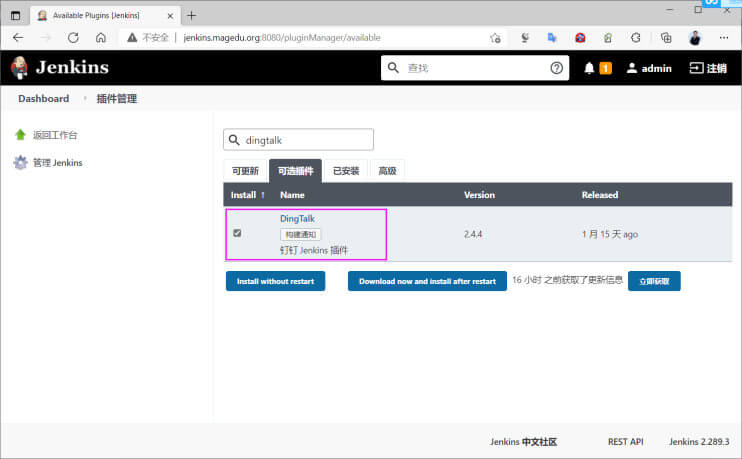 Available Plugins [Jenkins]
不安全 | jenkins.magedu.org:8080/pluginManager/available
Jenkins
查找
1
admin
注销
Dashboard
插件管理
返回工作台
管理 Jenkins
dingtalk
可更新
可选插件
已安装
高级
Install ↑ Name Version Released
DingTalk
构建通知
钉钉 Jenkins 插件
2.4.4
1 月 15 天 ago
Install without restart
Download now and install after restart
16 小时 之前获取了更新信息
立即获取
Jenkins 中文社区
REST API
Jenkins 2.289.3